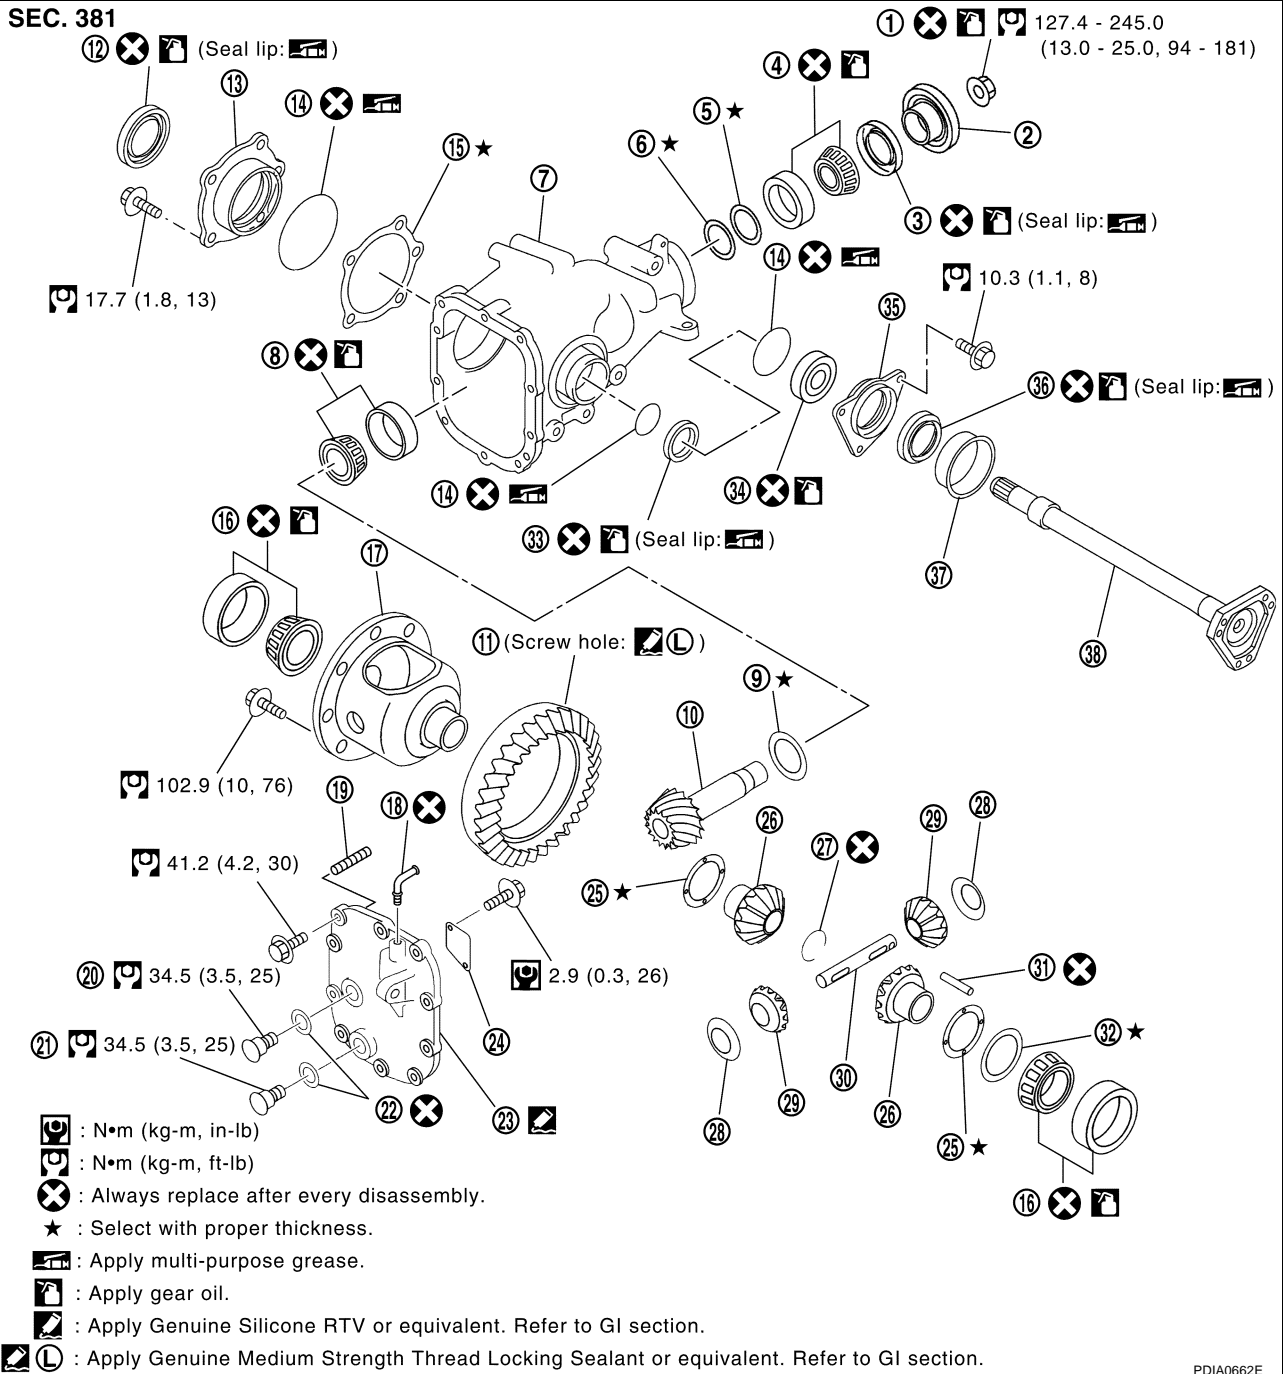 SEC. 381
① 127.4 - 245.0
(13.0 - 25.0, 94 - 181)
⑫ (Seal lip: )
④
⑬
⑭
⑤ ★
②
⑥ ★
⑮ ★
⑦
③ (Seal lip: )
⑭
10.3 (1.1, 8)
17.7 (1.8, 13)
㉟
⑧
㊱ (Seal lip: )
⑭
㉞
⑯
㉝ (Seal lip: )
⑰
㊲
⑪ (Screw hole: L )
㊳
⑨ ★
⑩
102.9 (10, 76)
⑲
⑱
㉘
㉙
㉖
㉗
41.2 (4.2, 30)
㉕ ★
㉛
⑳ 34.5 (3.5, 25)
2.9 (0.3, 26)
㉑ 34.5 (3.5, 25)
㉔
㉜ ★
㉚
㉙
㉖
㉒
㉓
㉘
㉕ ★
⑯
: N•m (kg-m, in-lb)
: N•m (kg-m, ft-lb)
: Always replace after every disassembly.
★ : Select with proper thickness.
: Apply multi-purpose grease.
: Apply gear oil.
: Apply Genuine Silicone RTV or equivalent. Refer to GI section.
L : Apply Genuine Medium Strength Thread Locking Sealant or equivalent. Refer to GI section.
PDIA0662E